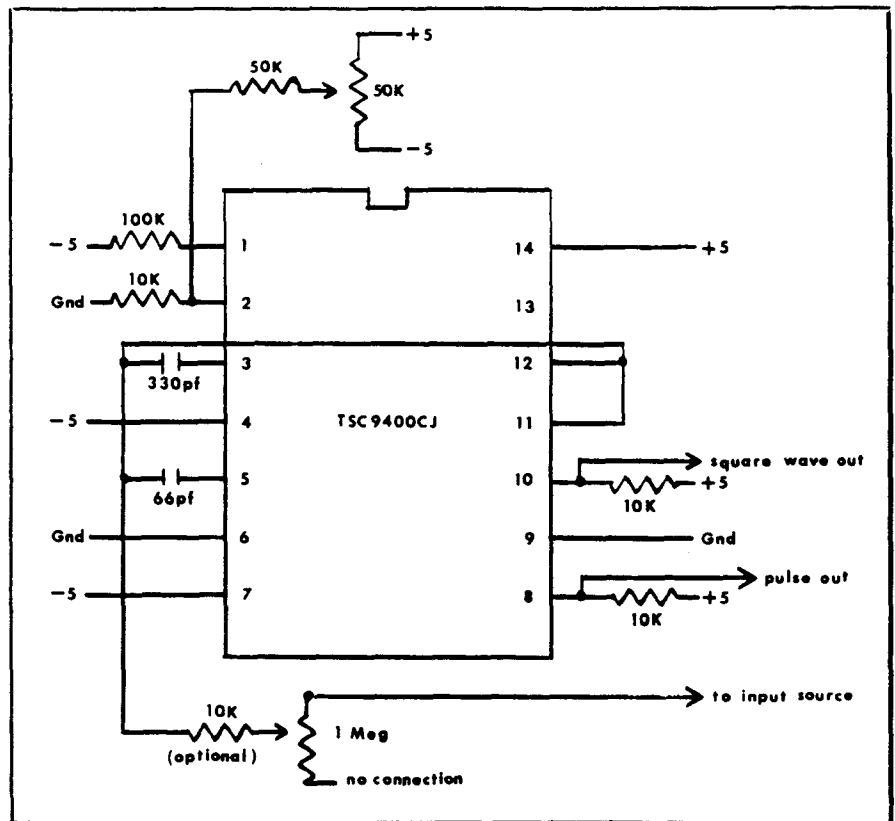 +5
50K
50K
-5
100K
-5
1
14
+5
10K
Gnd
2
13
3
12
330pf
-5
4
TSC9400CJ
11
5
10
square wave out
+5
66pf
10K
Gnd
6
9
Gnd
pulse out
-5
7
8
+5
10K
to input source
10K
1 Meg
(optional)
no connection